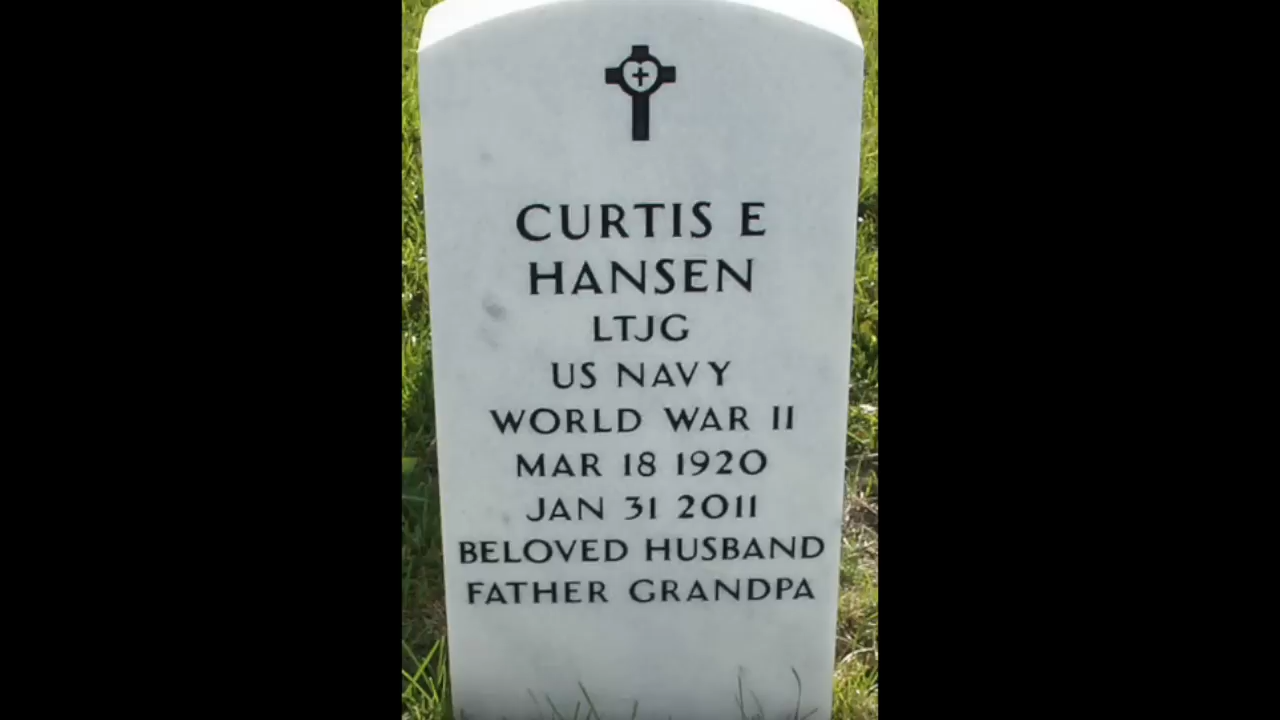 CURTIS E
HANSEN
LTJG
US NAVY
WORLD WAR II
MAR 18 1920
JAN 31 2011
BELOVED HUSBAND
FATHER GRANDPA